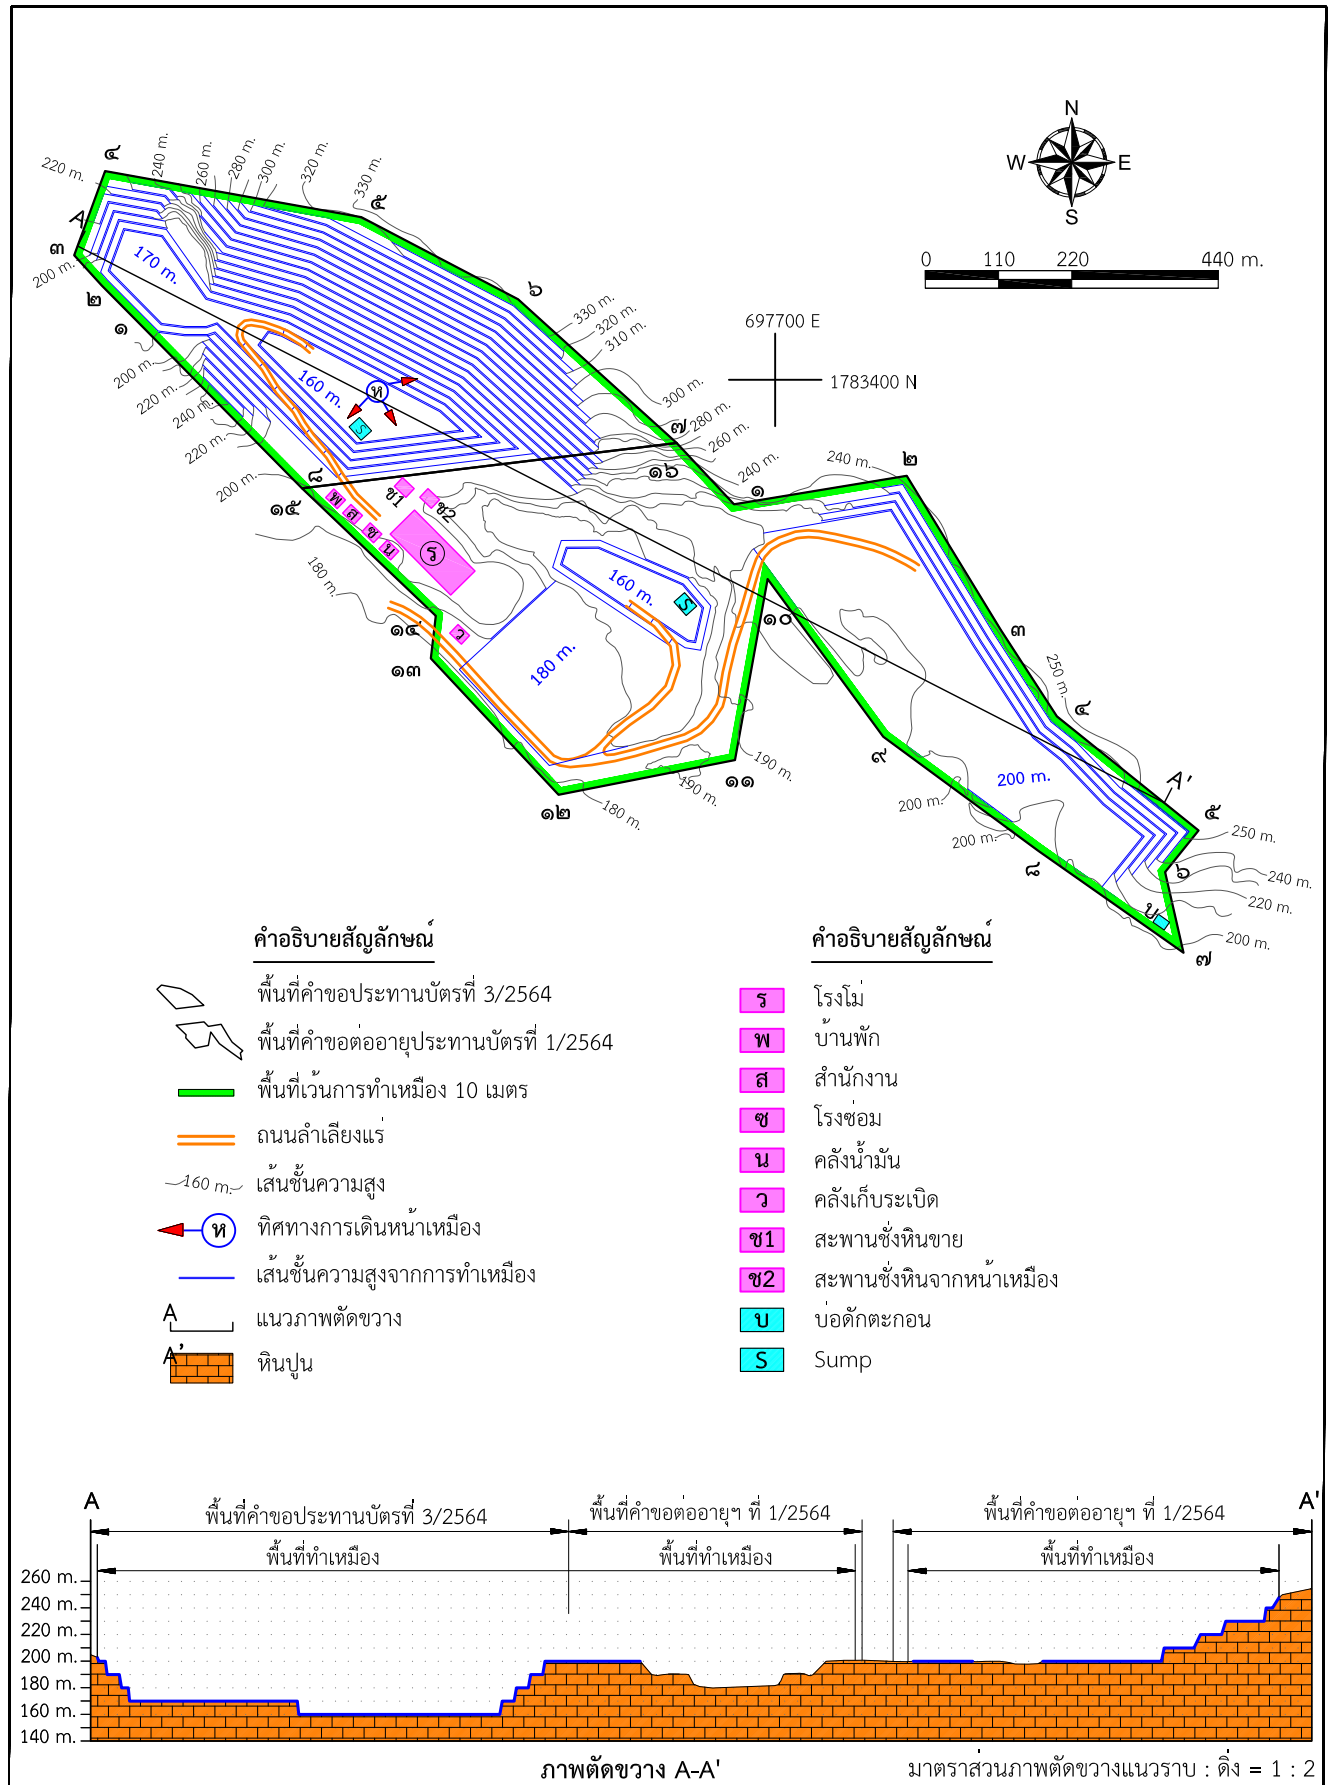 N
W E
S
0 110 220 440 m.
697700 E
1783400 N
220 m.
๔
240 m.
260 m.
280 m.
300 m.
320 m.
330 m.
๕
A
๓
200 m.
๒
๑
170 m.
๖
330 m.
320 m.
310 m.
200 m.
220 m.
240 m.
220 m.
200 m.
160 m.
ห
S
300 m.
๗
280 m.
260 m.
240 m.
๑๖
๑
240 m.
๒
๘
๑๕
พ
ส
ซ
น
ช1
ช2
ร
180 m.
160 m.
S
๑๔
ว
๑๓
180 m.
๑๐
๓
250 m.
๔
๙
190 m.
๑๑
190 m.
๑๒
180 m.
200 m.
A'
๕
200 m.
200 m.
๘
250 m.
๖
240 m.
220 m.
บ
200 m.
๗
คำอธิบายสัญลักษณ์
พื้นที่คำขอประทานบัตรที่ 3/2564
พื้นที่คำขอต่ออายุประทานบัตรที่ 1/2564
พื้นที่เว้นการทำเหมือง 10 เมตร
ถนนลำเลียงแร่
160 m. เส้นชั้นความสูง
ห ทิศทางการเดินหน้าเหมือง
เส้นชั้นความสูงจากการทำเหมือง
A A' แนวภาพตัดขวาง
หินปูน
คำอธิบายสัญลักษณ์
ร โรงโม่
พ บ้านพัก
ส สำนักงาน
ซ โรงซ่อม
น คลังน้ำมัน
ว คลังเก็บระเบิด
ช1 สะพานชั่งหินขาย
ช2 สะพานชั่งหินจากหน้าเหมือง
บ บ่อดักตะกอน
S Sump
A A'
พื้นที่คำขอประทานบัตรที่ 3/2564 พื้นที่คำขอต่ออายุฯ ที่ 1/2564 พื้นที่คำขอต่ออายุฯ ที่ 1/2564
พื้นที่ทำเหมือง พื้นที่ทำเหมือง พื้นที่ทำเหมือง
260 m.
240 m.
220 m.
200 m.
180 m.
160 m.
140 m.
ภาพตัดขวาง A-A'
มาตราส่วนภาพตัดขวางแนวราบ : ดิ่ง = 1 : 2